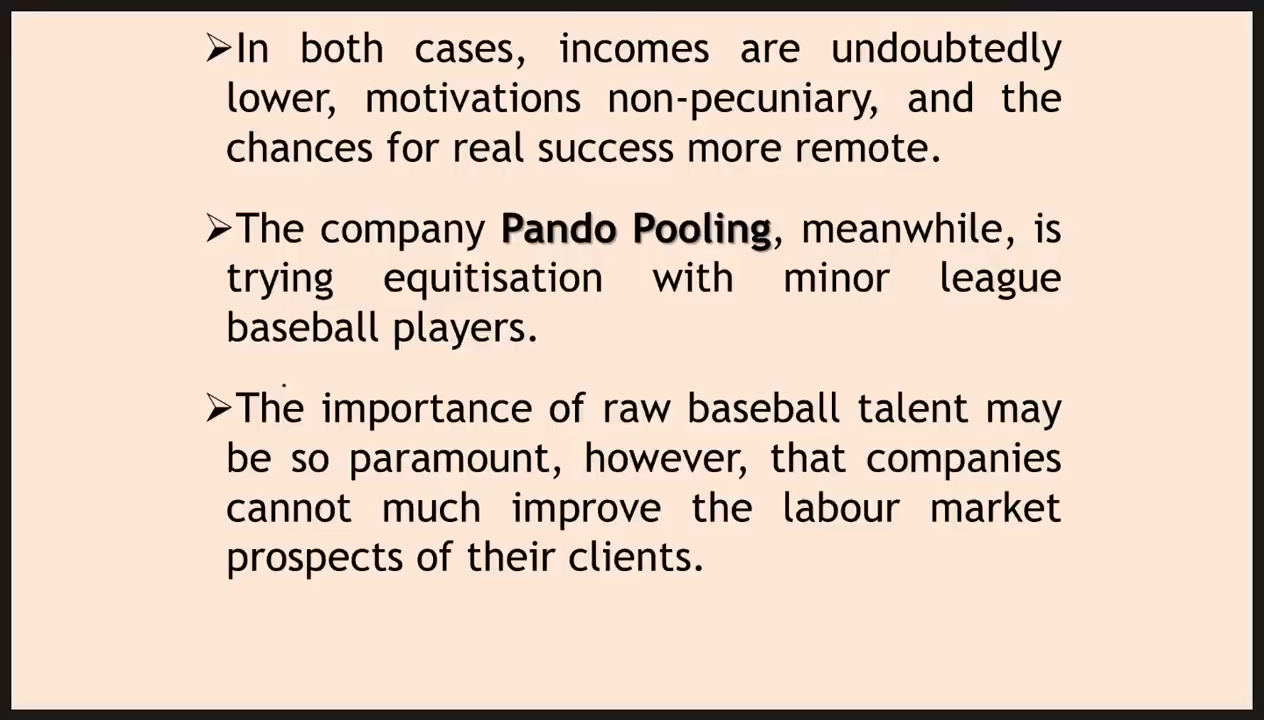 ➢In both cases, incomes are undoubtedly
lower, motivations non-pecuniary, and the
chances for real success more remote.
➢The company Pando Pooling, meanwhile, is
trying equitisation with minor league
baseball players.
➢The importance of raw baseball talent may
be so paramount, however, that companies
cannot much improve the labour market
prospects of their clients.